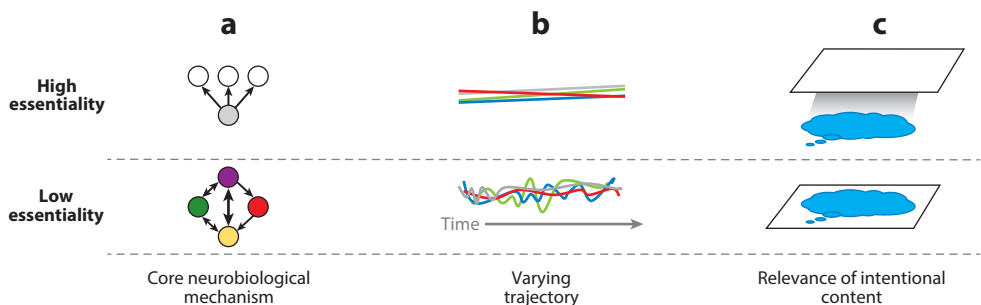 a
b
c
High
essentiality
Low
essentiality
Time
Core neurobiological
mechanism
Varying
trajectory
Relevance of intentional
content